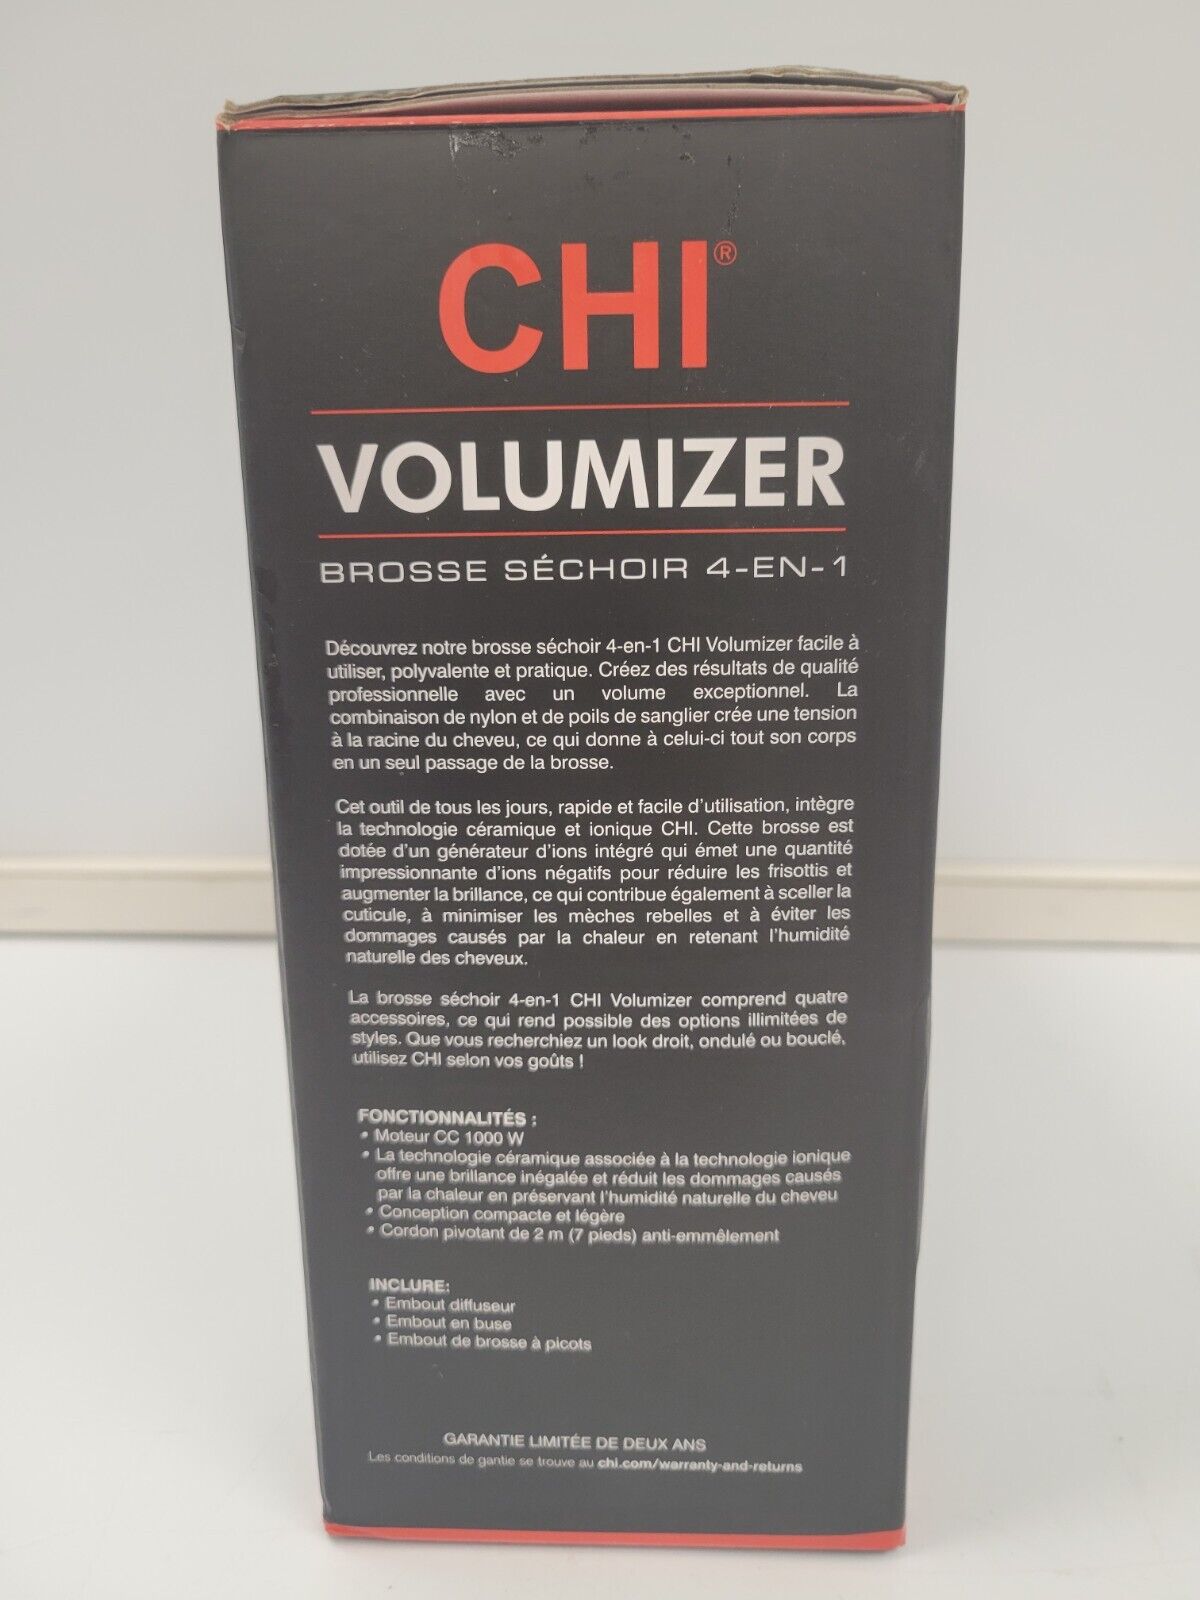 CHI®
VOLUMIZER
BROSSE SÉCHOIR 4-EN-1
Découvrez notre brosse séchoir 4-en-1 CHI Volumizer facile à
utiliser, polyvalente et pratique. Créez des résultats de qualité
professionnelle avec un volume exceptionnel. La
combinaison de nylon et de poils de sanglier crée une tension
à la racine du cheveu, ce qui donne à celui-ci tout son corps
en un seul passage de la brosse.
Cet outil de tous les jours, rapide et facile d'utilisation, intègre
la technologie céramique et ionique CHI. Cette brosse est
dotée d'un générateur d'ions intégré qui émet une quantité
impressionnante d'ions négatifs pour réduire les frisottis et
augmenter la brillance, ce qui contribue également à sceller la
cuticule, à minimiser les mèches rebelles et à éviter les
dommages causés par la chaleur en retenant l'humidité
naturelle des cheveux.
La brosse séchoir 4-en-1 CHI Volumizer comprend quatre
accessoires, ce qui rend possible des options illimitées de
styles. Que vous recherchiez un look droit, ondulé ou bouclé,
utilisez CHI selon vos goûts !
FONCTIONNALITÉS :
• Moteur CC 1000 W
• La technologie céramique associée à la technologie ionique
offre une brillance inégalée et réduit les dommages causés
par la chaleur en préservant l'humidité naturelle du cheveu
• Conception compacte et légère
• Cordon pivotant de 2 m (7 pieds) anti-emmêlement
INCLURE:
• Embout diffuseur
• Embout en buse
• Embout de brosse à picots
GARANTIE LIMITÉE DE DEUX ANS
Les conditions de gantie se trouve au chi.com/warranty-and-returns